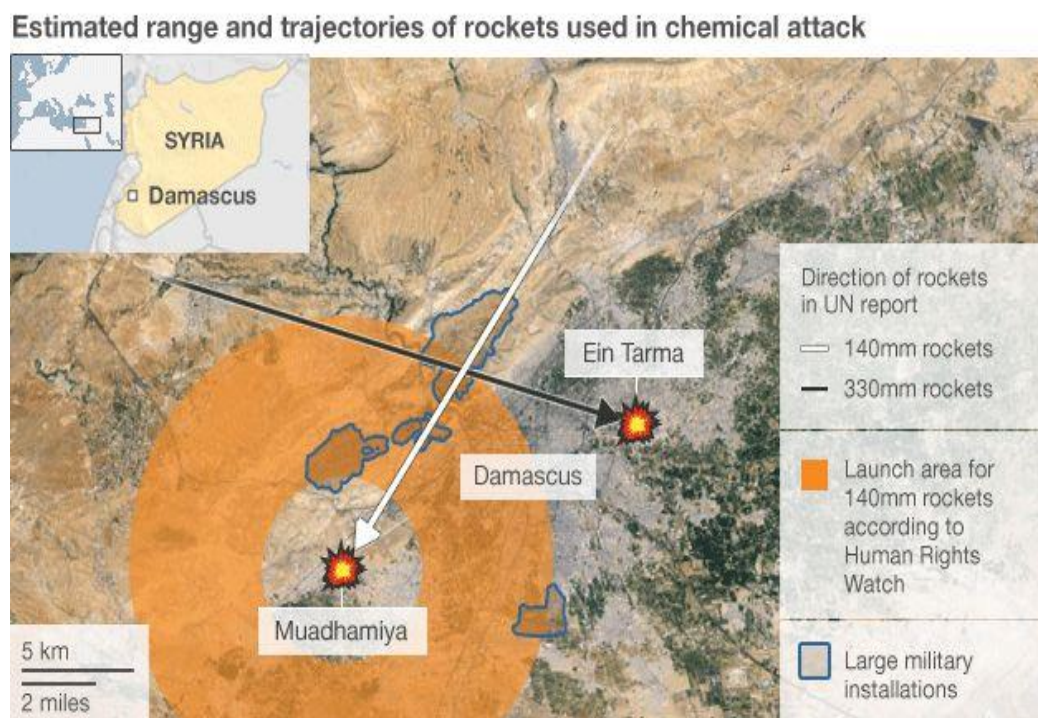 Estimated range and trajectories of rockets used in chemical attack
SYRIA
Damascus
Ein Tarma
Damascus
Muadhamiya
5 km
2 miles
Direction of rockets
in UN report
140mm rockets
330mm rockets
Launch area for
140mm rockets
according to
Human Rights
Watch
Large military
installations